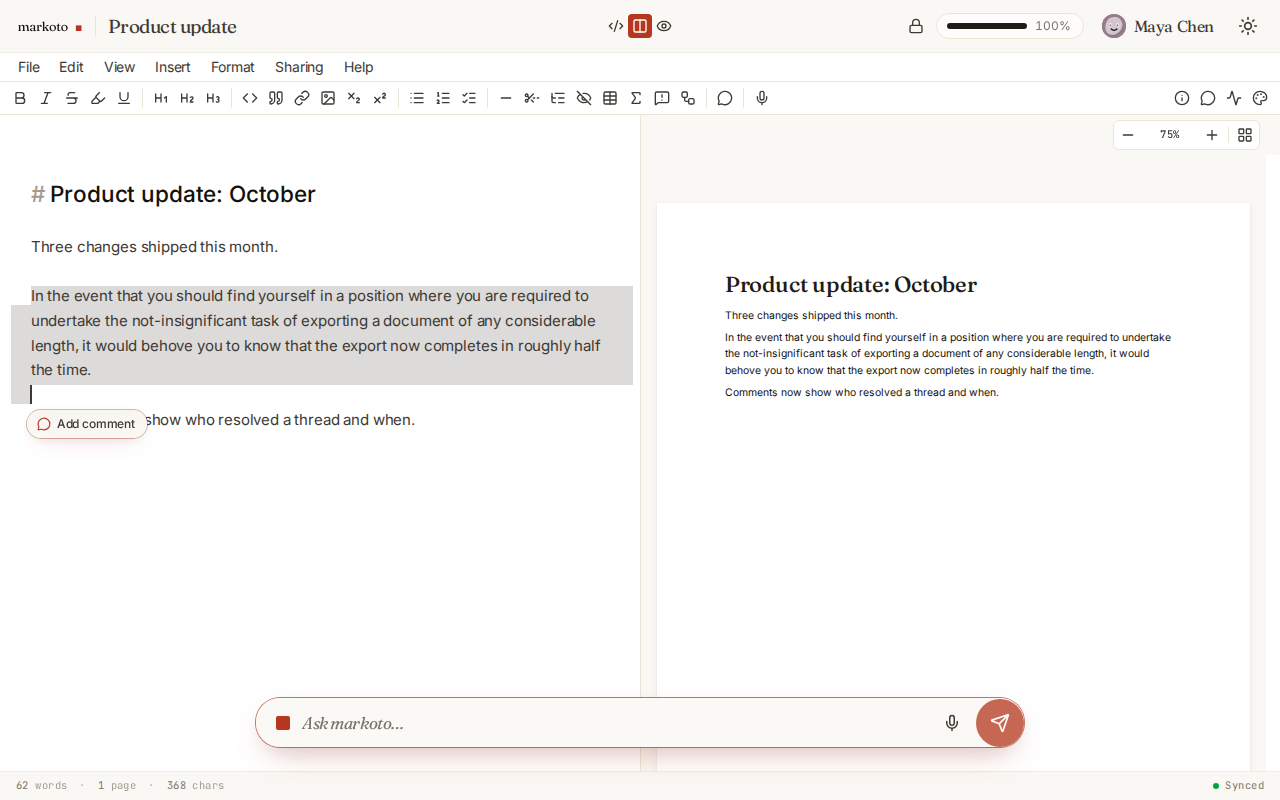 markoto
Product update
100%
Maya Chen
File Edit View Insert Format Sharing Help
H1 H2 H3
75%
# Product update: October
Three changes shipped this month.
In the event that you should find yourself in a position where you are required to
undertake the not-insignificant task of exporting a document of any considerable
length, it would behove you to know that the export now completes in roughly half
the time.
Add comment
show who resolved a thread and when.
Product update: October
Three changes shipped this month.
In the event that you should find yourself in a position where you are required to undertake
the not-insignificant task of exporting a document of any considerable length, it would
behove you to know that the export now completes in roughly half the time.
Comments now show who resolved a thread and when.
Ask markoto...
62 words · 1 page · 368 chars
Synced